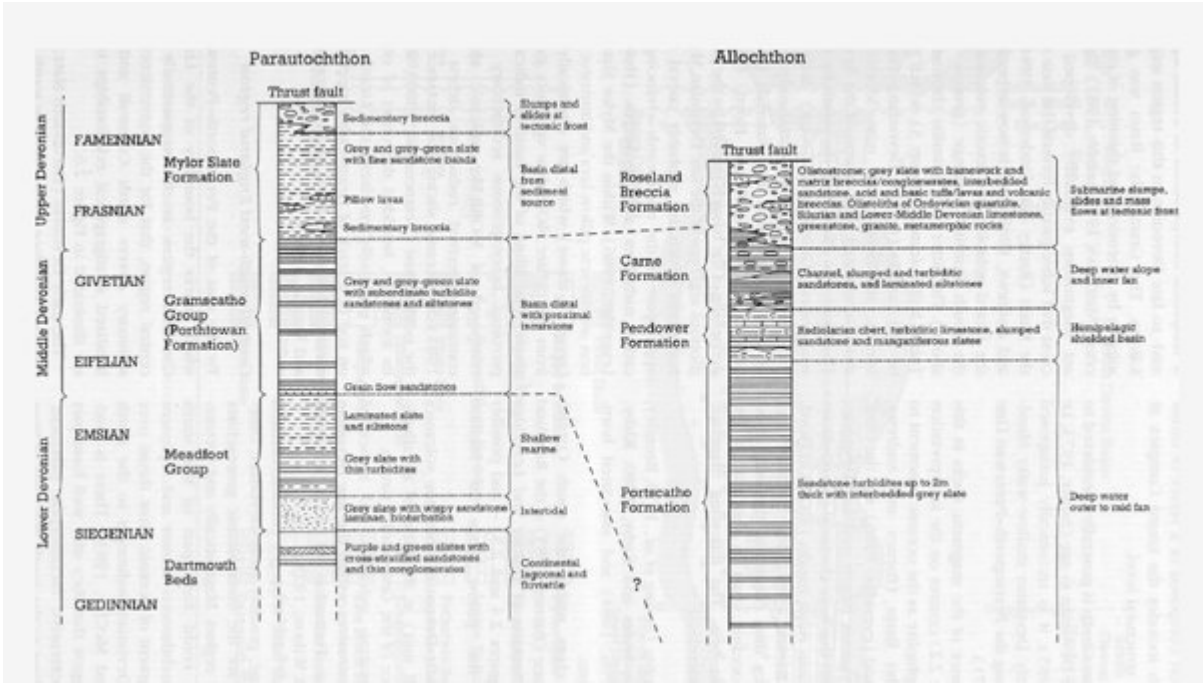 Parautochthon
Allochthon
Thrust fault
Upper Devonian
FAMENNIAN
FRASNIAN
Middle Devonian
GIVETIAN
EIFELIAN
Lower Devonian
EMSIAN
SIEGENIAN
GEDINNIAN
Mylor Slate
Formation
Gramscatho
Group
(Porthtowan
Formation)
Meadfoot
Group
Dartmouth
Beds
Sedimentary breccia
Grey and grey-green slate
with fine sandstone bands
Pillow lavas
Sedimentary breccia
Grey and grey-green slate
with subordinate turbidite
sandstones and siltstones
Grain flow sandstones
Laminated slate
and siltstone
Grey slate with
thin turbidites
Grey slate with wispy sandstone
laminae, bioturbation
Purple and green slates with
cross-stratified sandstones
and thin conglomerates
Slumps and
slides at
tectonic front
Basin distal
from
sediment
source
Basin distal
with proximal
incursions
Shallow
marine
Intertidal
Continental
lagoonal and
fluviatile
?
Thrust fault
Roseland
Breccia
Formation
Carne
Formation
Pendower
Formation
Portscatho
Formation
Olistostrome; grey slate with framework and
matrix breccias/conglomerates, interbedded
sandstone, acid and basic tuffs/lavas and volcanic
breccias. Olistoliths of Ordovician quartzite,
Silurian and Lower-Middle Devonian limestones,
greenstone, granite, metamorphic rocks
Channel, slumped and turbiditic
sandstones, and laminated siltstones
Radiolarian chert, turbiditic limestone, slumped
sandstone and manganiferous slates
Sandstone turbidites up to 2m
thick with interbedded grey slate
Submarine slumps,
slides and mass
flows at tectonic front
Deep water slope
and inner fan
Hemipelagic
shielded basin
Deep water
outer to mid fan